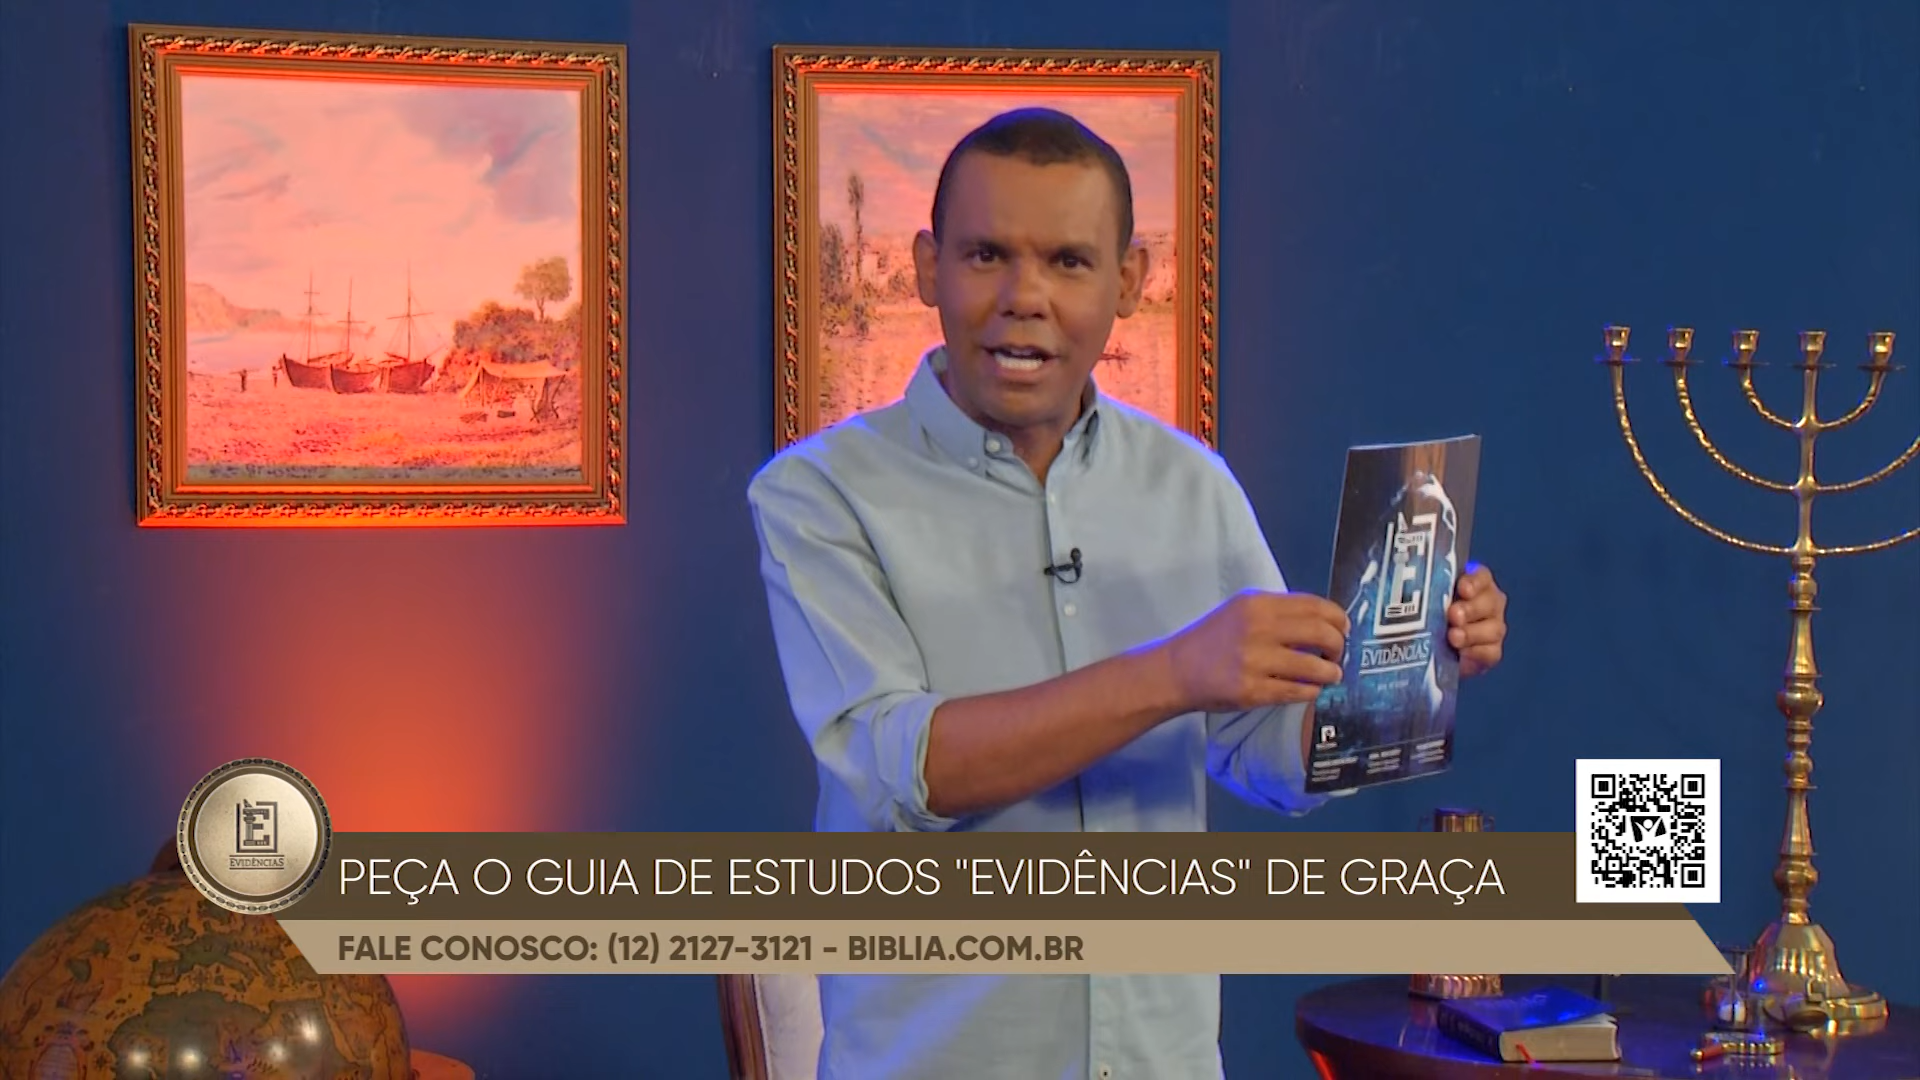 EVIDÊNCIAS
E
EVIDÊNCIAS
PEÇA O GUIA DE ESTUDOS "EVIDÊNCIAS" DE GRAÇA
FALE CONOSCO: (12) 2127-3121 - BIBLIA.COM.BR